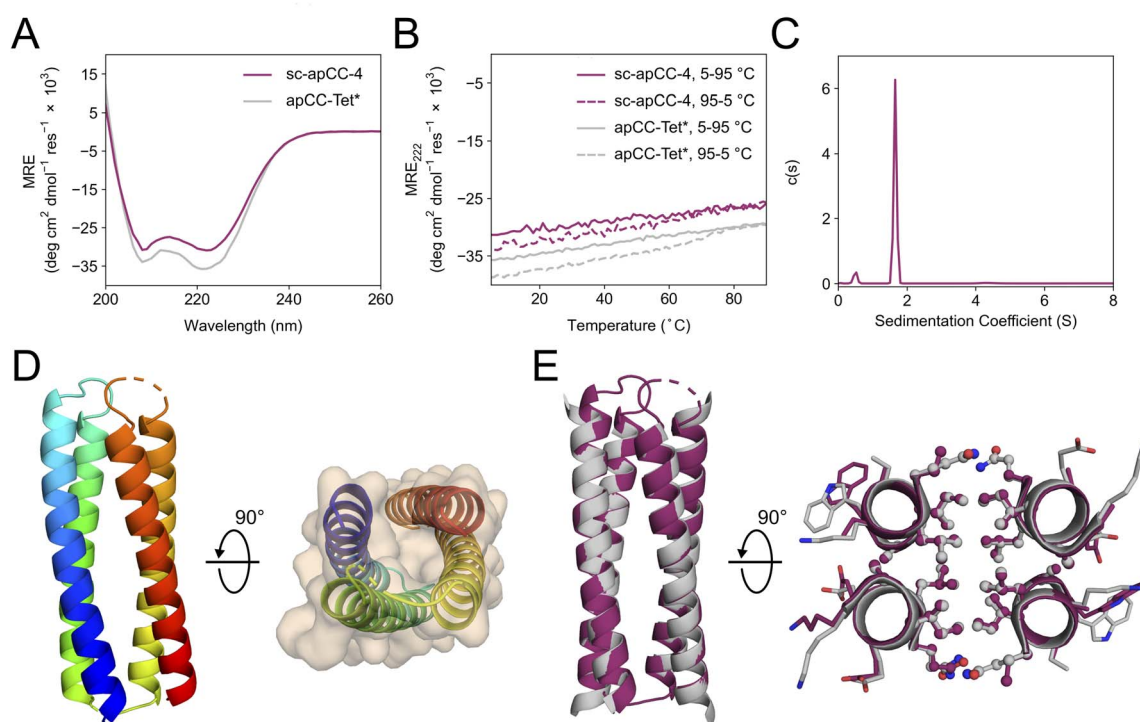 A
15
5
−5
−15
−25
−35
MRE
(deg cm² dmol⁻¹ res⁻¹ × 10³)
sc-apCC-4
apCC-Tet*
200
220
240
260
Wavelength (nm)
B
−5
−15
−25
−35
MRE₂₂₂
(deg cm² dmol⁻¹ res⁻¹ × 10³)
sc-apCC-4, 5-95 °C
sc-apCC-4, 95-5 °C
apCC-Tet*, 5-95 °C
apCC-Tet*, 95-5 °C
20
40
60
80
Temperature (°C)
C
6
4
2
0
c(s)
0
2
4
6
8
Sedimentation Coefficient (S)
D
90°
E
90°